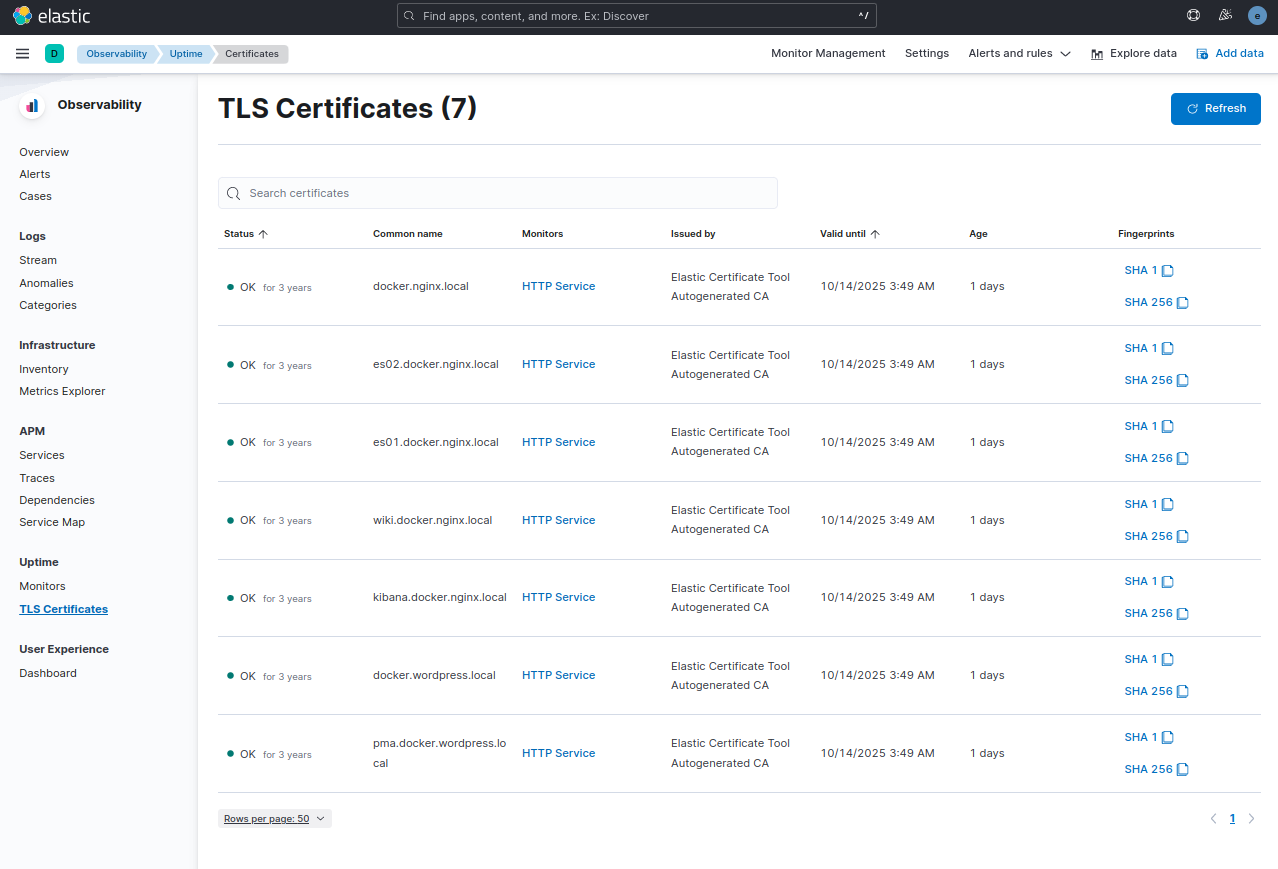 elastic
Find apps, content, and more. Ex: Discover
^/
e
D
Observability
Uptime
Certificates
Monitor Management
Settings
Alerts and rules
Explore data
Add data
Observability
Overview
Alerts
Cases
Logs
Stream
Anomalies
Categories
Infrastructure
Inventory
Metrics Explorer
APM
Services
Traces
Dependencies
Service Map
Uptime
Monitors
TLS Certificates
User Experience
Dashboard
TLS Certificates (7)
Refresh
Search certificates
Status Common name Monitors Issued by Valid until Age Fingerprints
OK for 3 years
docker.nginx.local
HTTP Service
Elastic Certificate Tool
Autogenerated CA
10/14/2025 3:49 AM
1 days
SHA 1
SHA 256
OK for 3 years
es02.docker.nginx.local
HTTP Service
Elastic Certificate Tool
Autogenerated CA
10/14/2025 3:49 AM
1 days
SHA 1
SHA 256
OK for 3 years
es01.docker.nginx.local
HTTP Service
Elastic Certificate Tool
Autogenerated CA
10/14/2025 3:49 AM
1 days
SHA 1
SHA 256
OK for 3 years
wiki.docker.nginx.local
HTTP Service
Elastic Certificate Tool
Autogenerated CA
10/14/2025 3:49 AM
1 days
SHA 1
SHA 256
OK for 3 years
kibana.docker.nginx.local
HTTP Service
Elastic Certificate Tool
Autogenerated CA
10/14/2025 3:49 AM
1 days
SHA 1
SHA 256
OK for 3 years
docker.wordpress.local
HTTP Service
Elastic Certificate Tool
Autogenerated CA
10/14/2025 3:49 AM
1 days
SHA 1
SHA 256
OK for 3 years
pma.docker.wordpress.lo
cal
HTTP Service
Elastic Certificate Tool
Autogenerated CA
10/14/2025 3:49 AM
1 days
SHA 1
SHA 256
Rows per page: 50
1